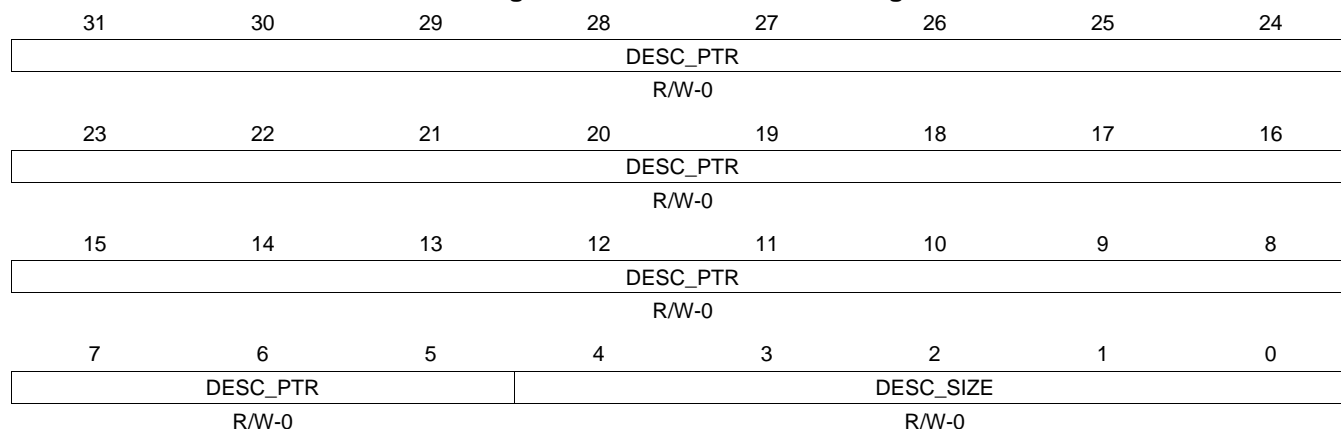 31 30 29 28 27 26 25 24
DESC_PTR
R/W-0
23 22 21 20 19 18 17 16
DESC_PTR
R/W-0
15 14 13 12 11 10 9 8
DESC_PTR
R/W-0
7 6 5 4 3 2 1 0
DESC_PTR DESC_SIZE
R/W-0 R/W-0